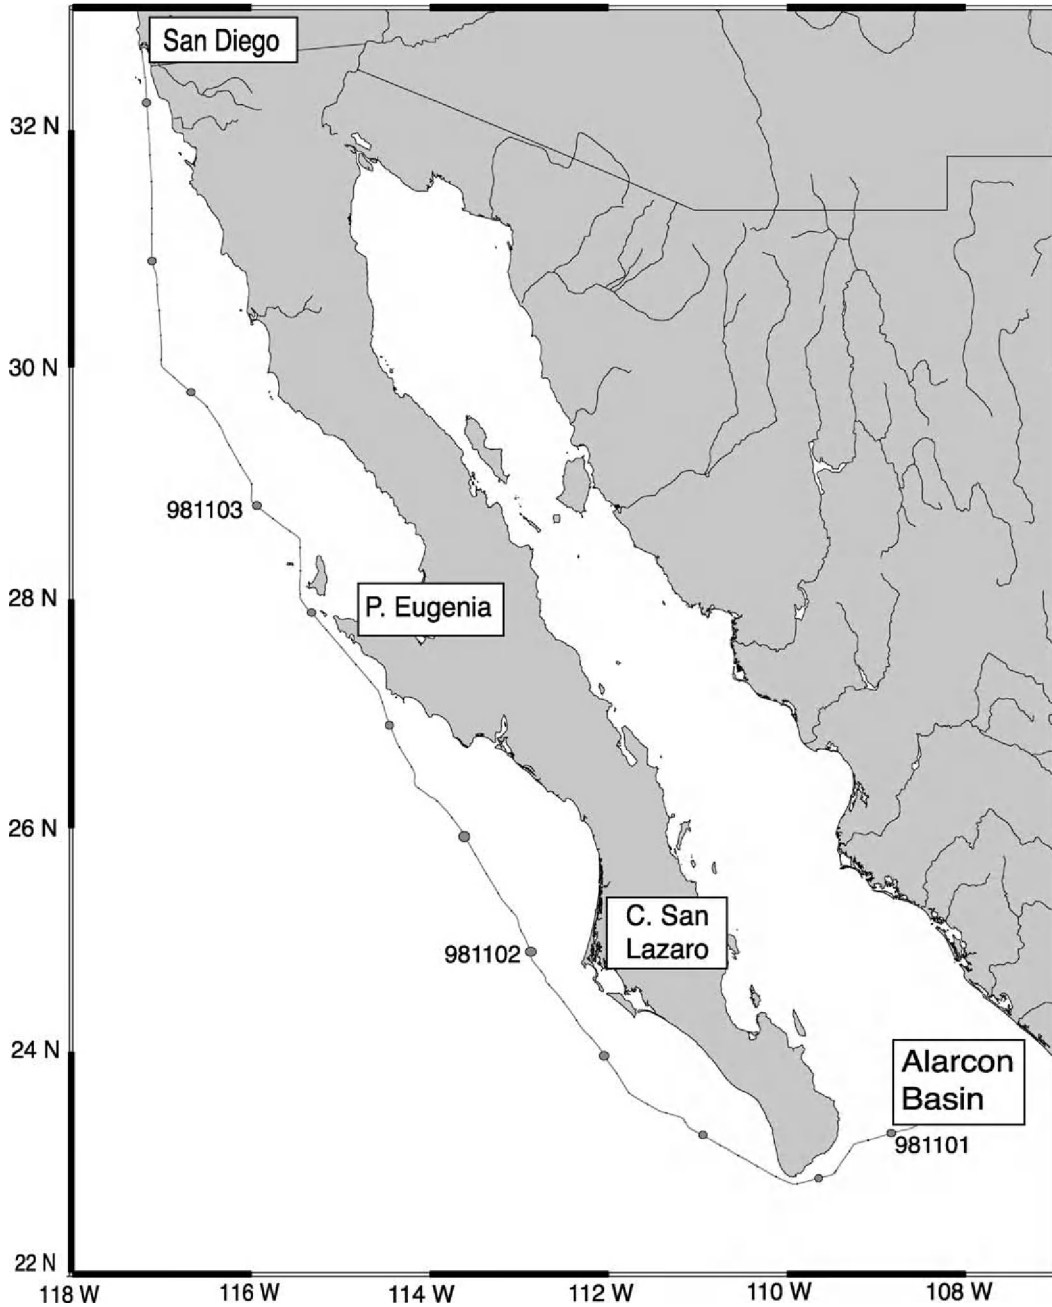 San Diego
32 N
30 N
981103
28 N
P. Eugenia
26 N
C. San
Lazaro
981102
24 N
Alarcon
Basin
981101
22 N
118 W
116 W
114 W
112 W
110 W
108 W